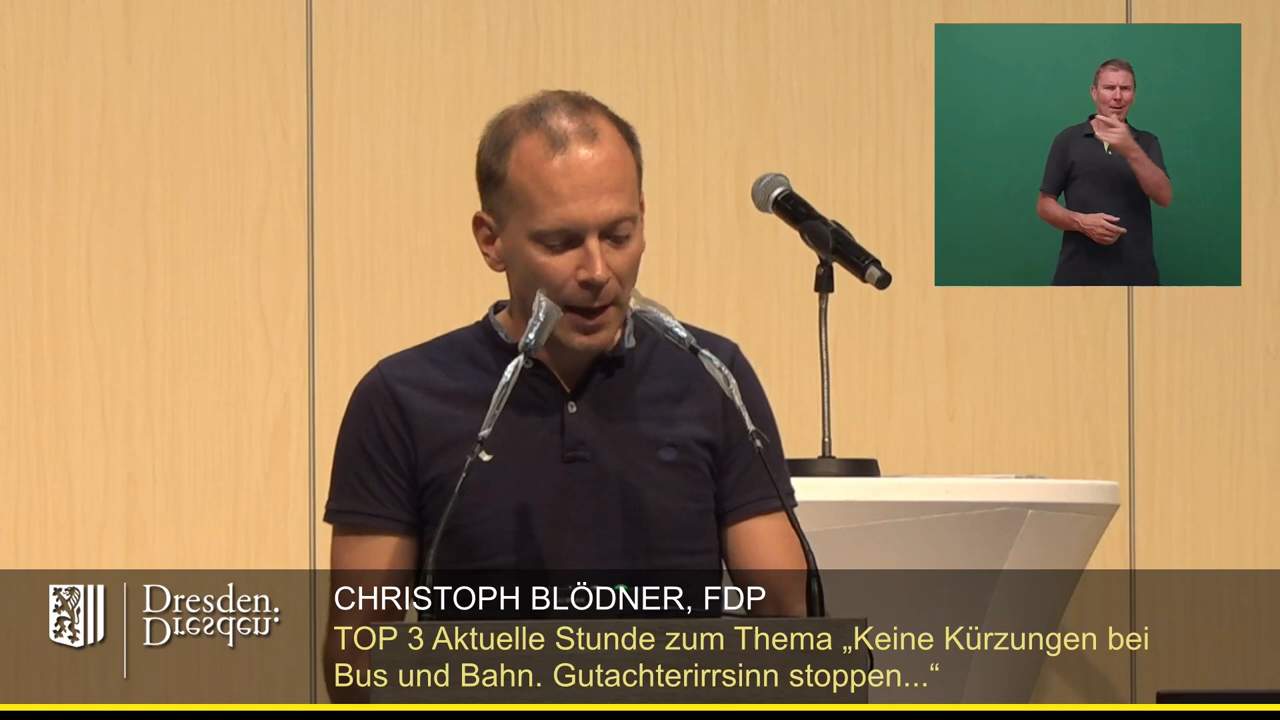 Dresden.
Dresden.
CHRISTOPH BLÖDNER, FDP
TOP 3 Aktuelle Stunde zum Thema „Keine Kürzungen bei
Bus und Bahn. Gutachterirrsinn stoppen...“